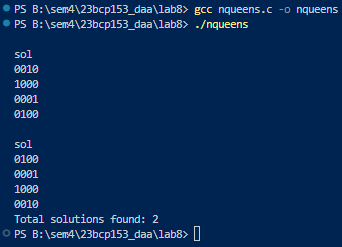 PS B:\sem4\23bcp153_daa\lab8> gcc nqueens.c -o nqueens
PS B:\sem4\23bcp153_daa\lab8> ./nqueens
sol
0010
1000
0001
0100
sol
0100
0001
1000
0010
Total solutions found: 2
PS B:\sem4\23bcp153_daa\lab8>